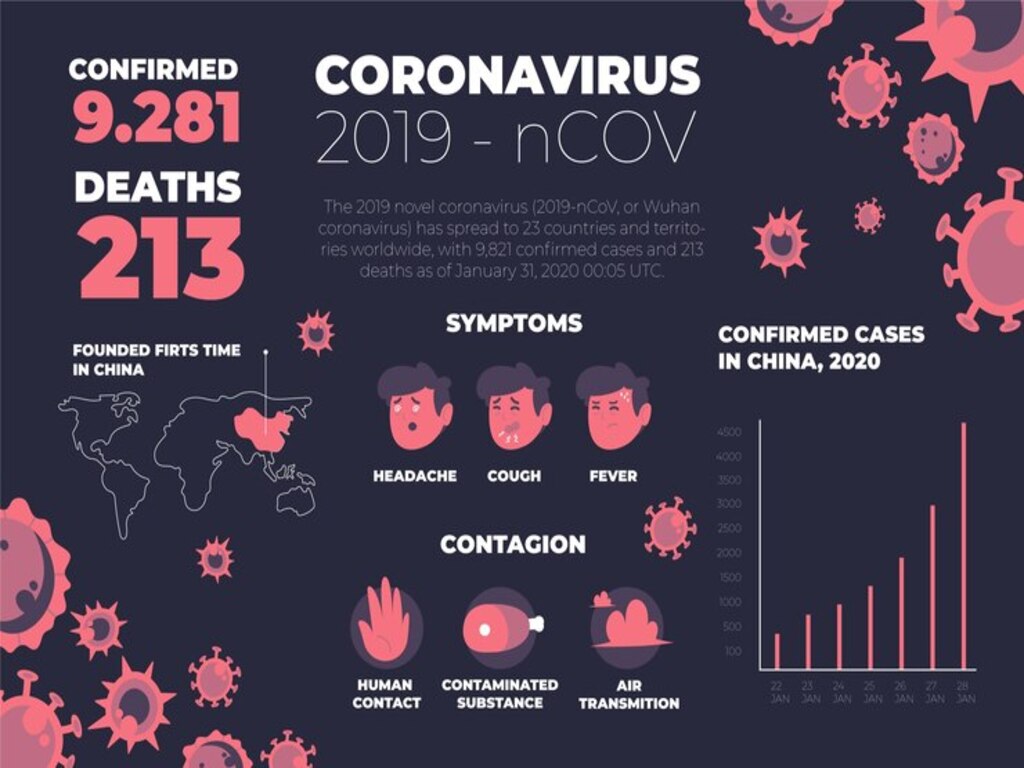 CONFIRMED
9.281
DEATHS
213
CORONAVIRUS
2019 - nCOV
The 2019 novel coronavirus (2019-nCoV, or Wuhan
coronavirus) has spread to 23 countries and territo-
ries worldwide, with 9,821 confirmed cases and 213
deaths as of January 31, 2020 00:05 UTC.
FOUNDED FIRTS TIME
IN CHINA
SYMPTOMS
HEADACHE
COUGH
FEVER
CONTAGION
HUMAN
CONTACT
CONTAMINATED
SUBSTANCE
AIR
TRANSMITION
CONFIRMED CASES
IN CHINA, 2020
4500
4000
3500
3000
2500
2000
1500
1000
500
100
22
JAN
23
JAN
24
JAN
25
JAN
26
JAN
27
JAN
28
JAN